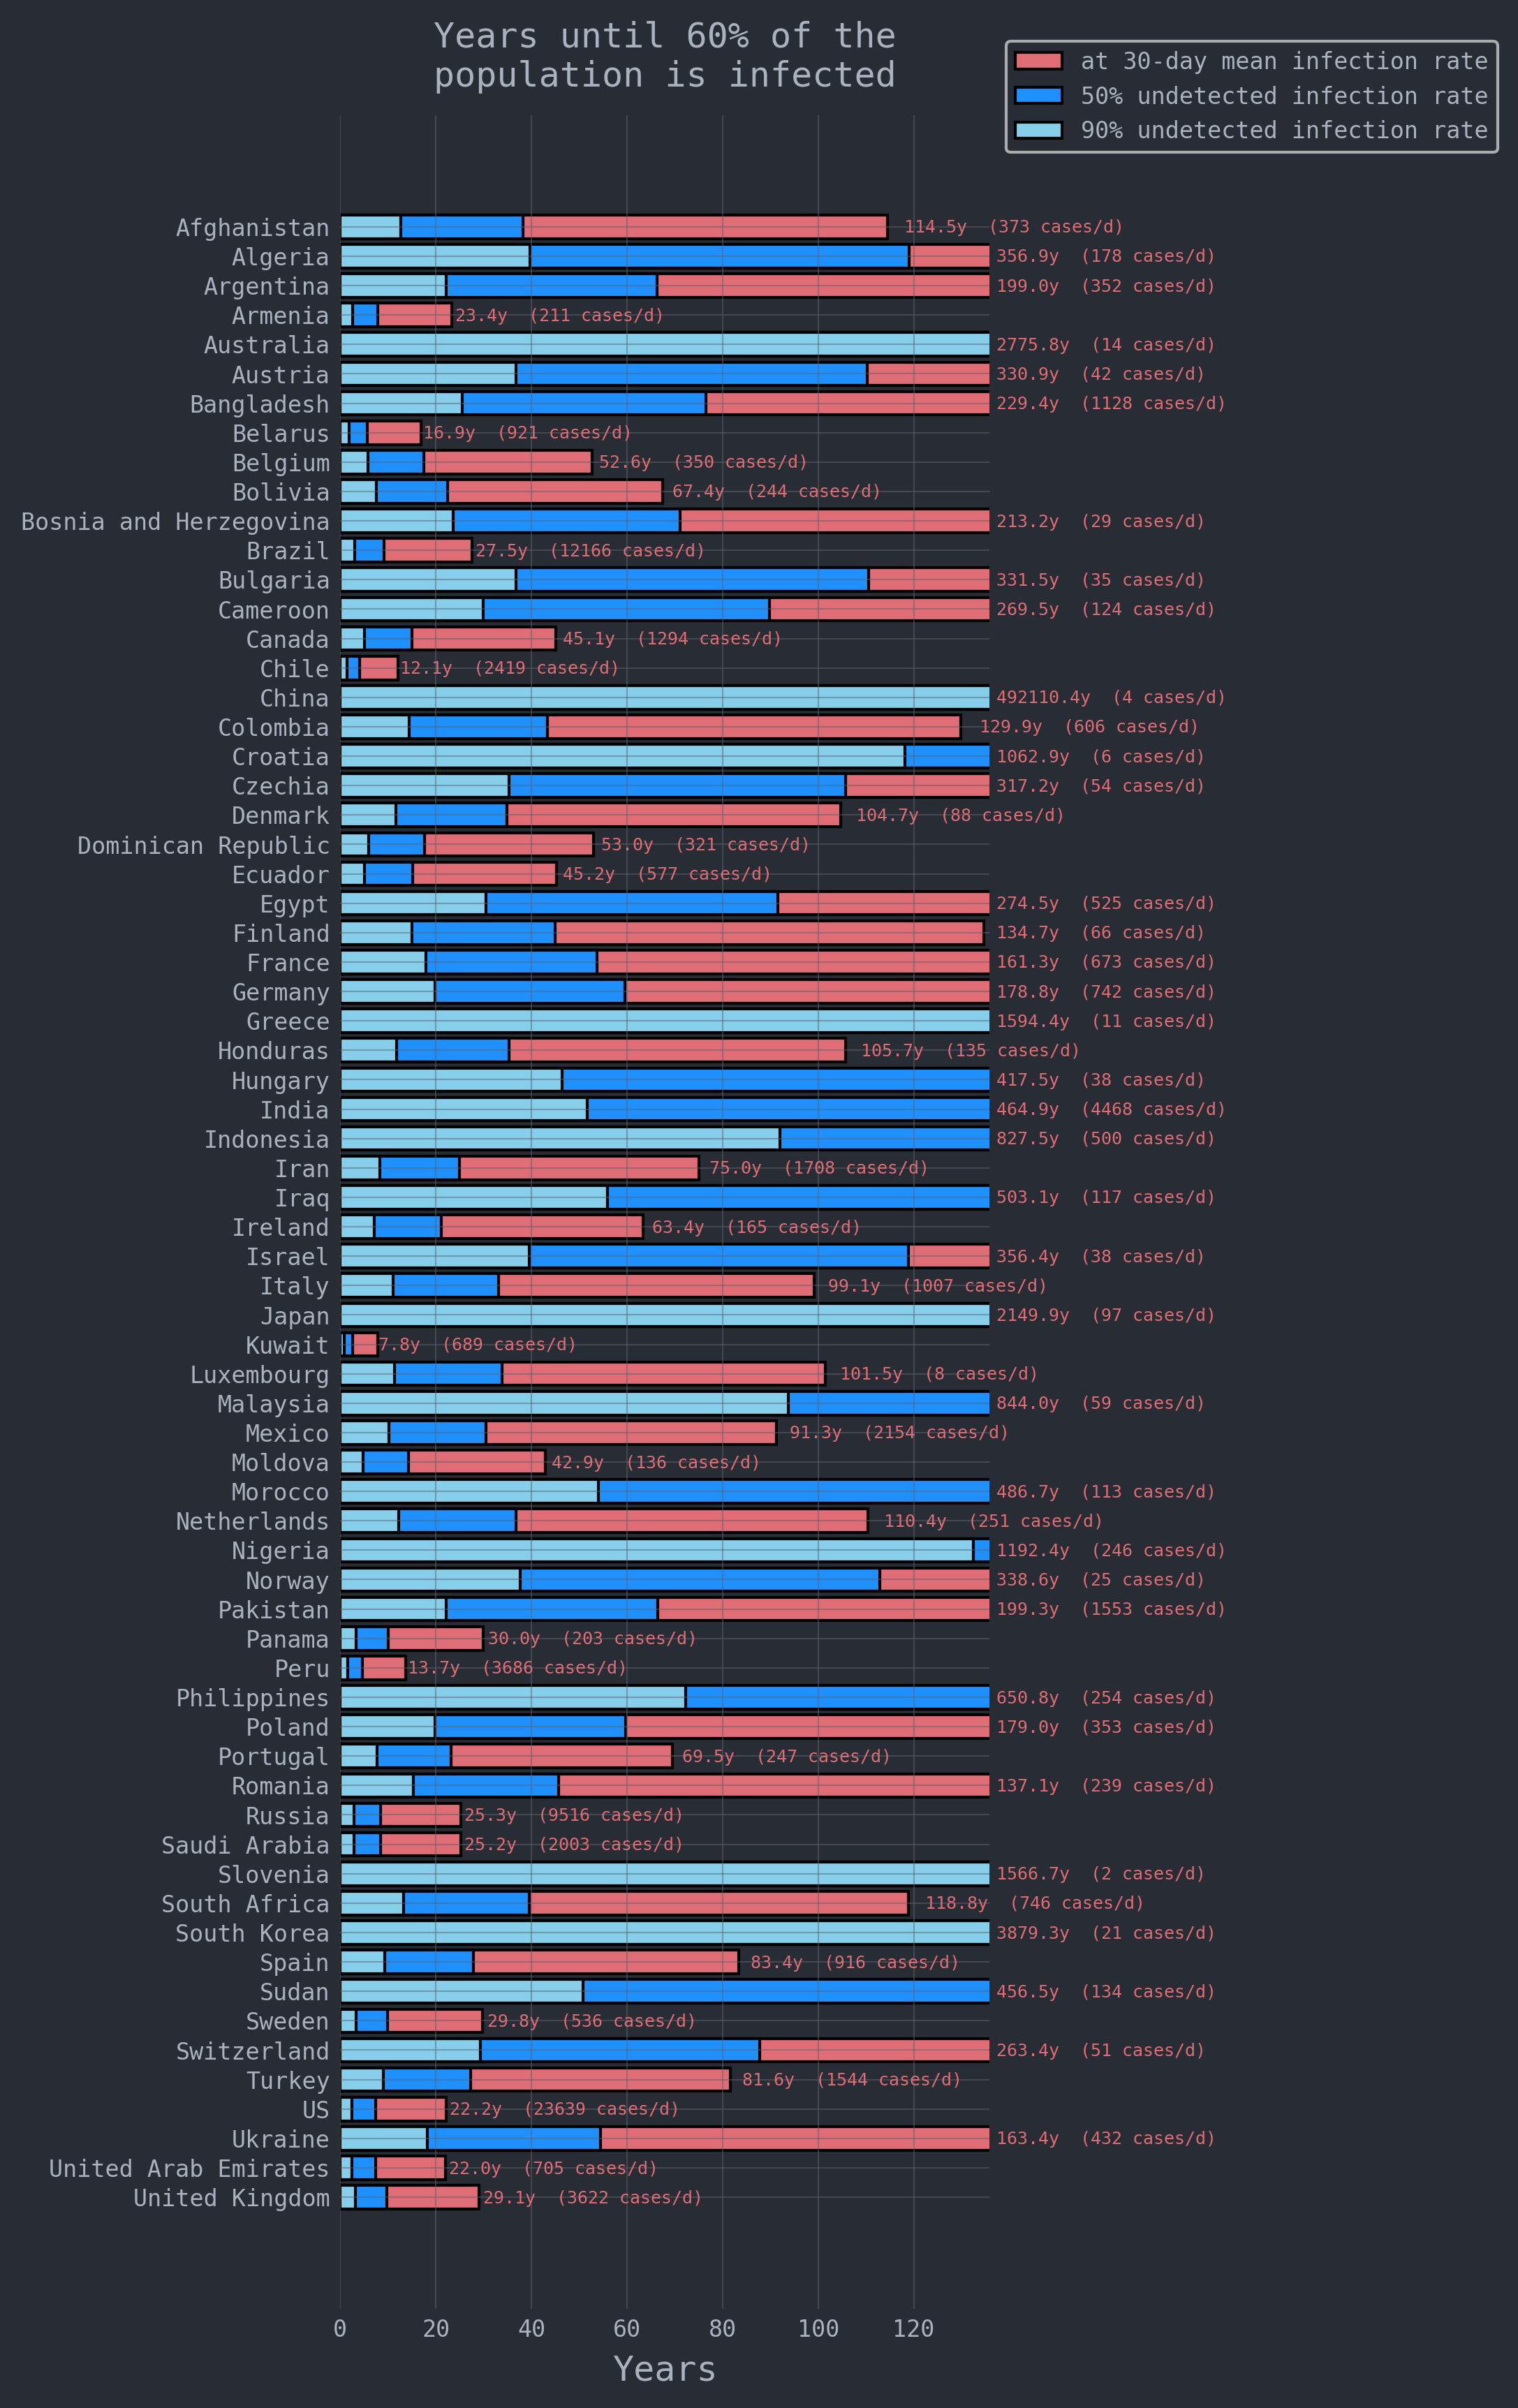 Years until 60% of the
population is infected
at 30-day mean infection rate
50% undetected infection rate
90% undetected infection rate
Afghanistan 114.5y (373 cases/d)
Algeria 356.9y (178 cases/d)
Argentina 199.0y (352 cases/d)
Armenia 23.4y (211 cases/d)
Australia 2775.8y (14 cases/d)
Austria 330.9y (42 cases/d)
Bangladesh 229.4y (1128 cases/d)
Belarus 16.9y (921 cases/d)
Belgium 52.6y (350 cases/d)
Bolivia 67.4y (244 cases/d)
Bosnia and Herzegovina 213.2y (29 cases/d)
Brazil 27.5y (12166 cases/d)
Bulgaria 331.5y (35 cases/d)
Cameroon 269.5y (124 cases/d)
Canada 45.1y (1294 cases/d)
Chile 12.1y (2419 cases/d)
China 492110.4y (4 cases/d)
Colombia 129.9y (606 cases/d)
Croatia 1062.9y (6 cases/d)
Czechia 317.2y (54 cases/d)
Denmark 104.7y (88 cases/d)
Dominican Republic 53.0y (321 cases/d)
Ecuador 45.2y (577 cases/d)
Egypt 274.5y (525 cases/d)
Finland 134.7y (66 cases/d)
France 161.3y (673 cases/d)
Germany 178.8y (742 cases/d)
Greece 1594.4y (11 cases/d)
Honduras 105.7y (135 cases/d)
Hungary 417.5y (38 cases/d)
India 464.9y (4468 cases/d)
Indonesia 827.5y (500 cases/d)
Iran 75.0y (1708 cases/d)
Iraq 503.1y (117 cases/d)
Ireland 63.4y (165 cases/d)
Israel 356.4y (38 cases/d)
Italy 99.1y (1007 cases/d)
Japan 2149.9y (97 cases/d)
Kuwait 7.8y (689 cases/d)
Luxembourg 101.5y (8 cases/d)
Malaysia 844.0y (59 cases/d)
Mexico 91.3y (2154 cases/d)
Moldova 42.9y (136 cases/d)
Morocco 486.7y (113 cases/d)
Netherlands 110.4y (251 cases/d)
Nigeria 1192.4y (246 cases/d)
Norway 338.6y (25 cases/d)
Pakistan 199.3y (1553 cases/d)
Panama 30.0y (203 cases/d)
Peru 13.7y (3686 cases/d)
Philippines 650.8y (254 cases/d)
Poland 179.0y (353 cases/d)
Portugal 69.5y (247 cases/d)
Romania 137.1y (239 cases/d)
Russia 25.3y (9516 cases/d)
Saudi Arabia 25.2y (2003 cases/d)
Slovenia 1566.7y (2 cases/d)
South Africa 118.8y (746 cases/d)
South Korea 3879.3y (21 cases/d)
Spain 83.4y (916 cases/d)
Sudan 456.5y (134 cases/d)
Sweden 29.8y (536 cases/d)
Switzerland 263.4y (51 cases/d)
Turkey 81.6y (1544 cases/d)
US 22.2y (23639 cases/d)
Ukraine 163.4y (432 cases/d)
United Arab Emirates 22.0y (705 cases/d)
United Kingdom 29.1y (3622 cases/d)
0 20 40 60 80 100 120
Years